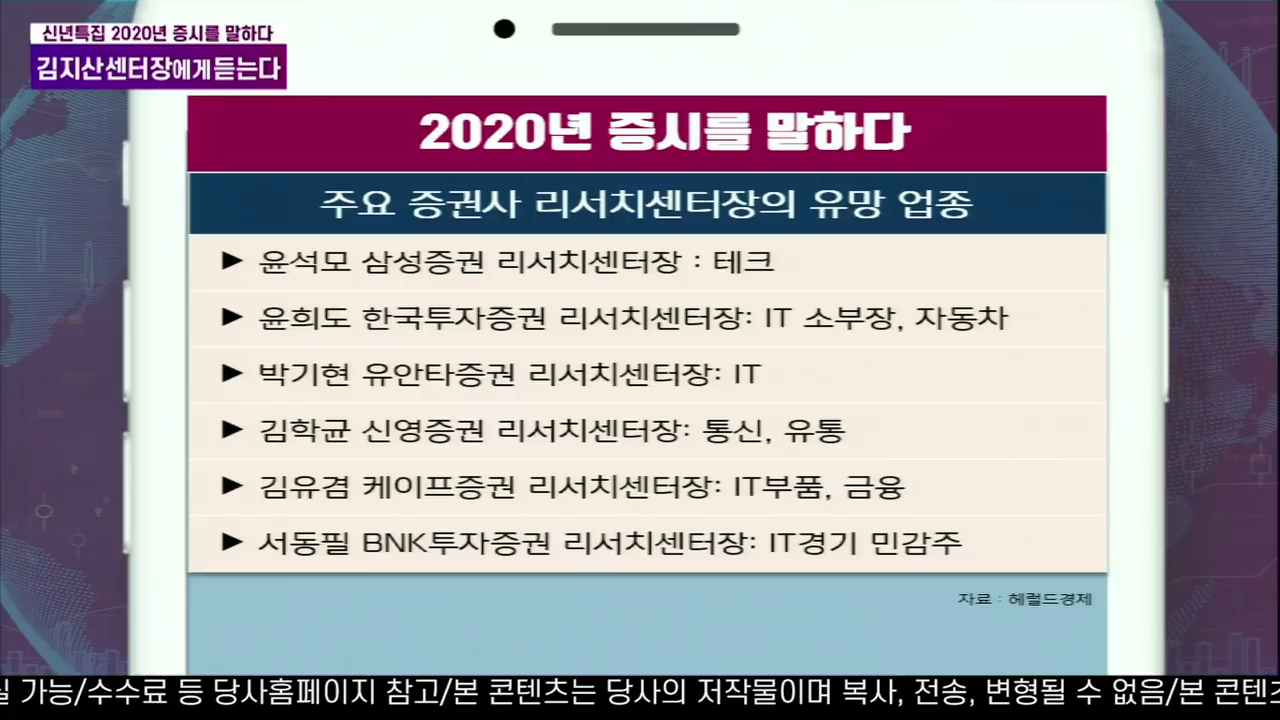 신년특집 2020년 증시를 말하다
김지산센터장에게듣는다
2020년 증시를 말하다
주요 증권사 리서치센터장의 유망 업종
▶ 윤석모 삼성증권 리서치센터장 : 테크
▶ 윤희도 한국투자증권 리서치센터장: IT 소부장, 자동차
▶ 박기현 유안타증권 리서치센터장: IT
▶ 김학균 신영증권 리서치센터장: 통신, 유통
▶ 김유겸 케이프증권 리서치센터장: IT부품, 금융
▶ 서동필 BNK투자증권 리서치센터장: IT경기 민감주
자료 : 헤럴드경제
가능/수수료 등 당사홈페이지 참고/본 콘텐츠는 당사의 저작물이며 복사, 전송, 변형될 수 없음/본